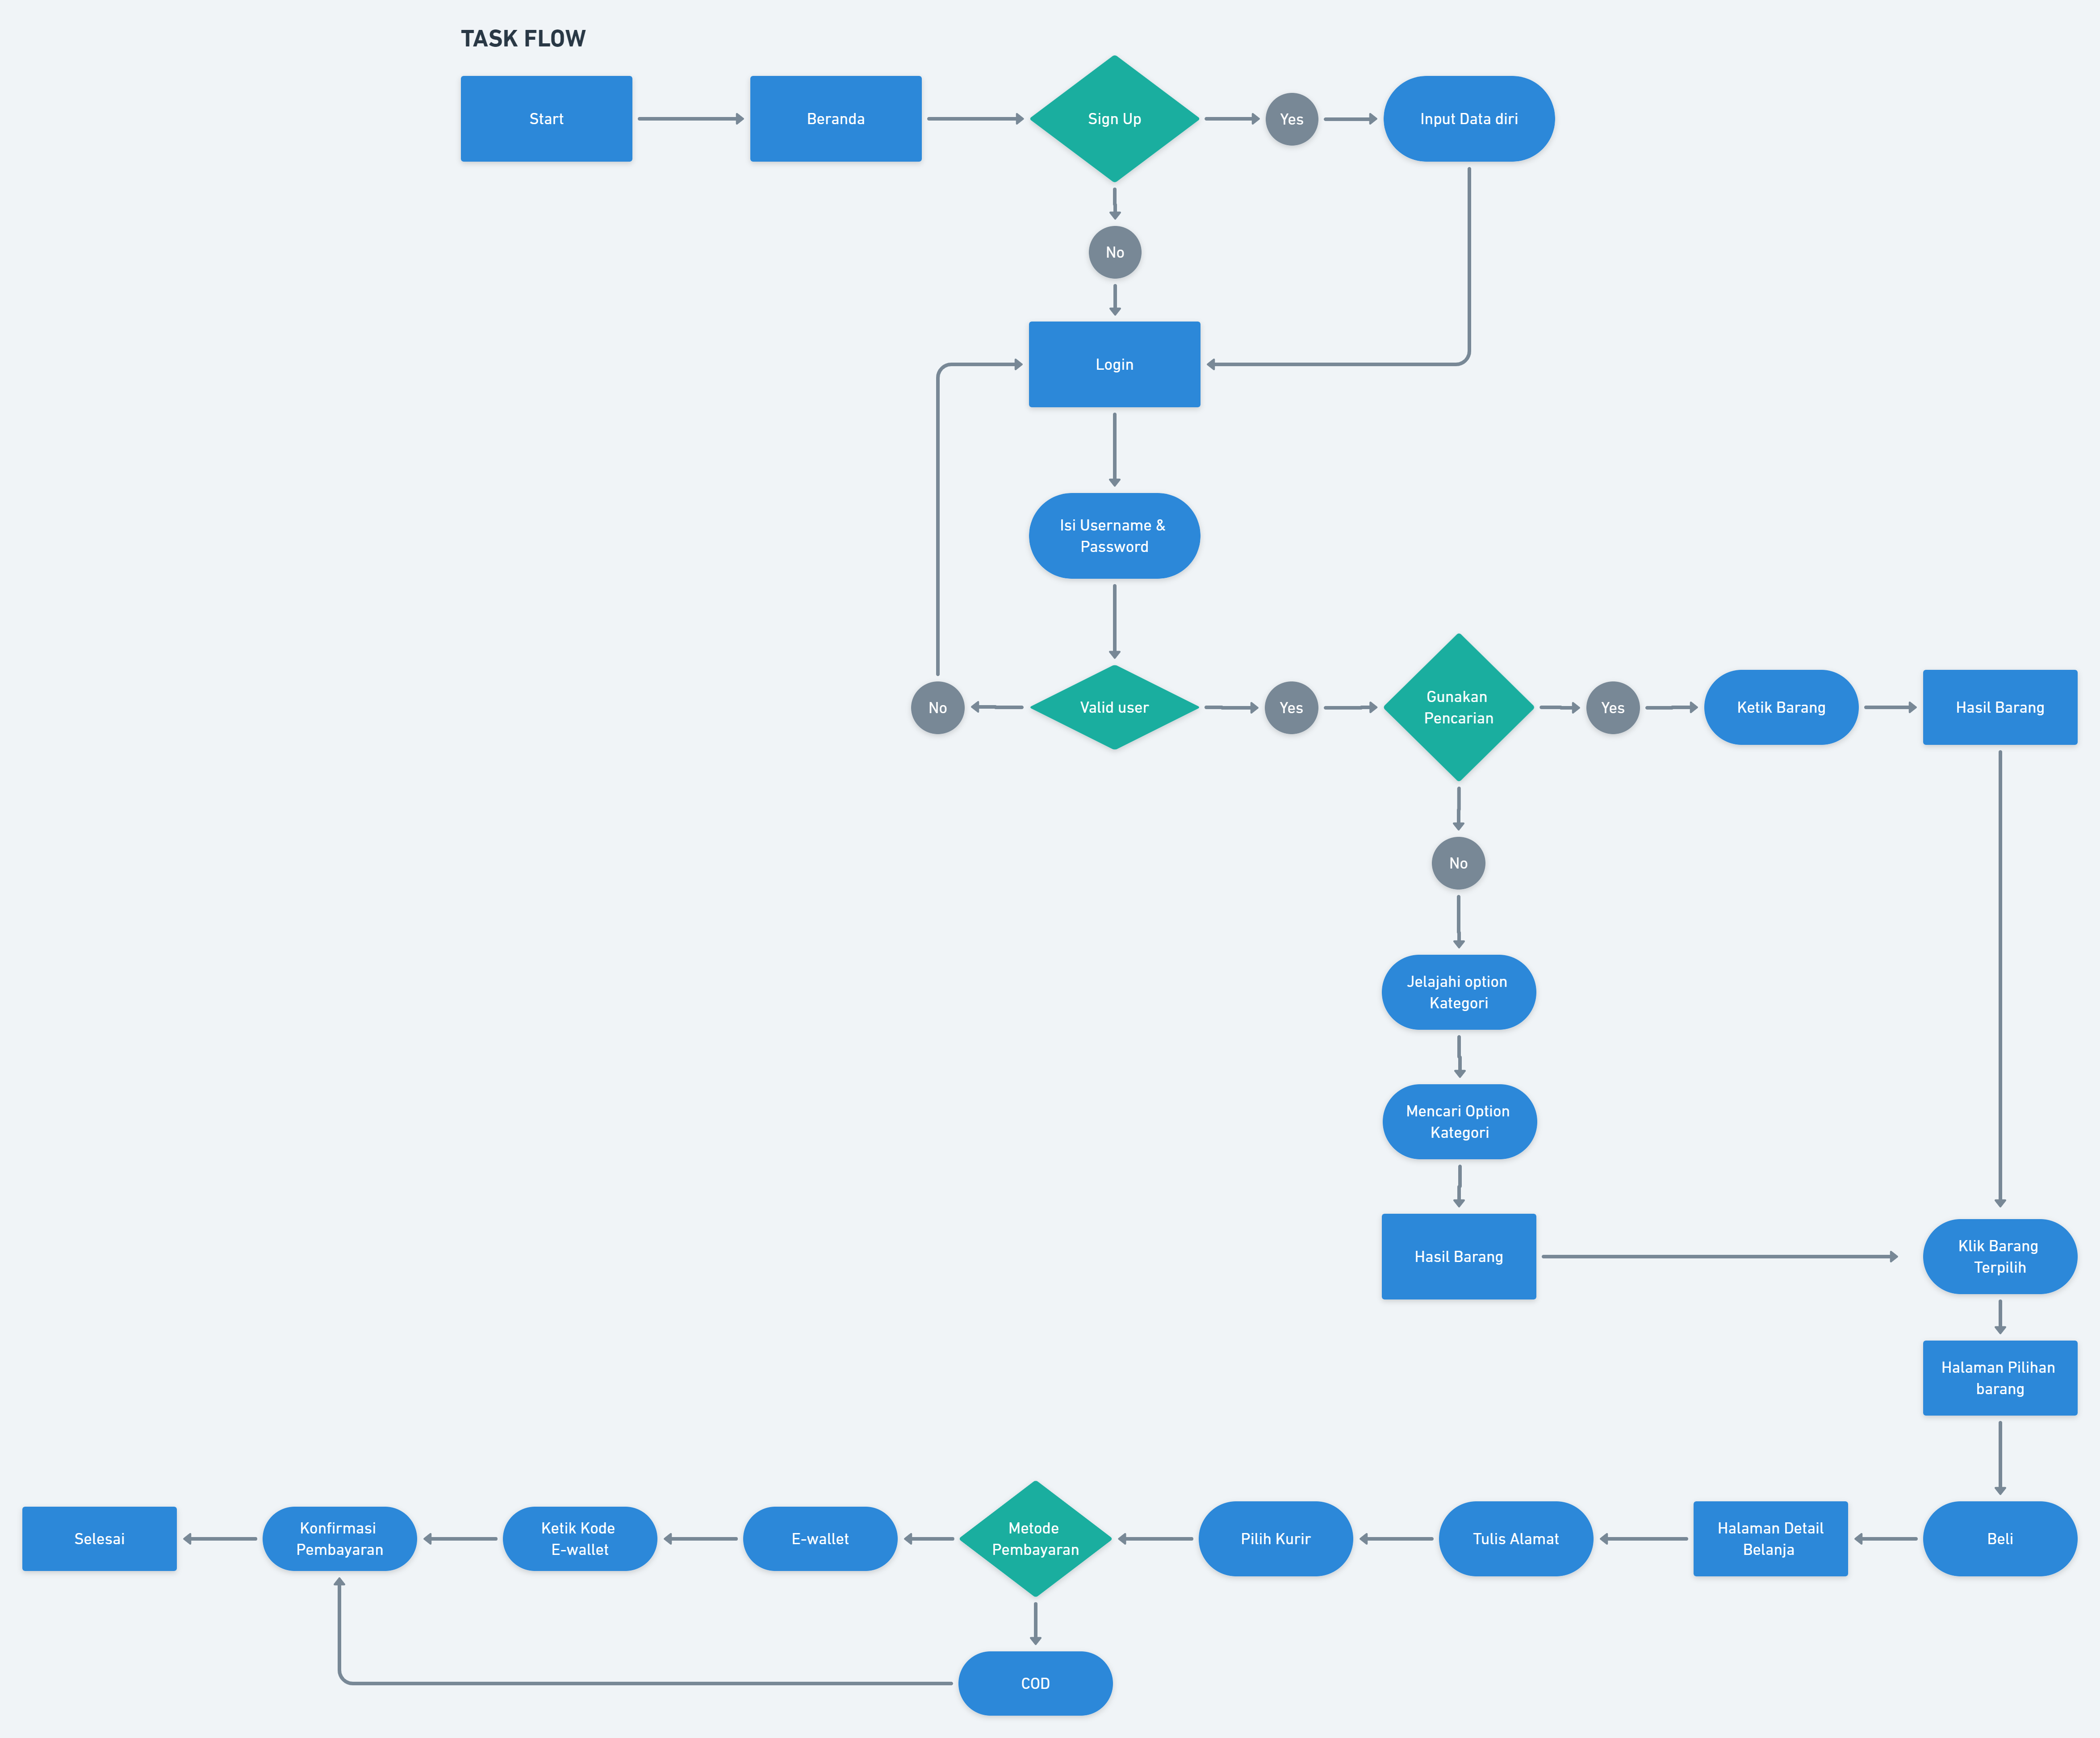 TASK FLOW
Start
Beranda
Sign Up
Yes
Input Data diri
No
Login
Isi Username &
Password
No
Valid user
Yes
Gunakan
Pencarian
Yes
Ketik Barang
Hasil Barang
No
Jelajahi option
Kategori
Mencari Option
Kategori
Hasil Barang
Klik Barang
Terpilih
Halaman Pilihan
barang
Beli
Halaman Detail
Belanja
Tulis Alamat
Pilih Kurir
Metode
Pembayaran
E-wallet
Ketik Kode
E-wallet
Konfirmasi
Pembayaran
Selesai
COD